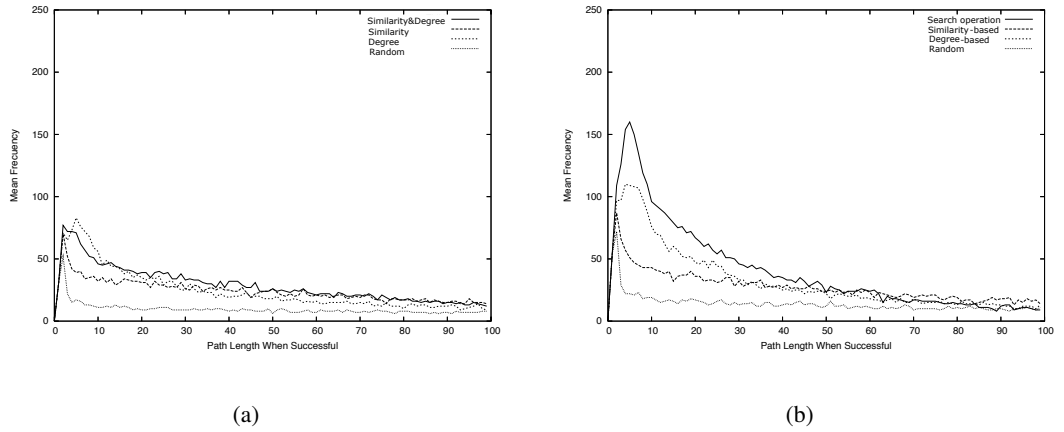 250
200
150
100
50
0
Mean Frecuency
0 10 20 30 40 50 60 70 80 90 100
Path Length When Successful
Similarity&Degree
Similarity
Degree
Random
(a)
250
200
150
100
50
0
Mean Frecuency
0 10 20 30 40 50 60 70 80 90 100
Path Length When Successful
Search operation
Similarity-based
Degree-based
Random
(b)